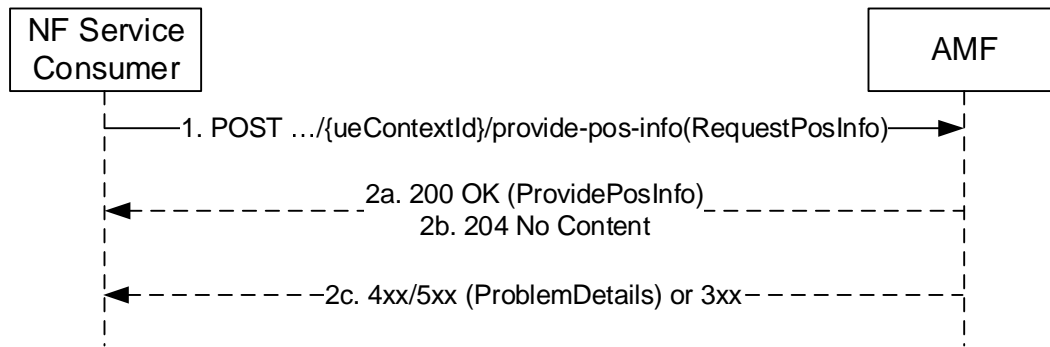 NF Service
Consumer
AMF
1. POST …/{ueContextId}/provide-pos-info(RequestPosInfo)
2a. 200 OK (ProvidePosInfo)
2b. 204 No Content
2c. 4xx/5xx (ProblemDetails) or 3xx